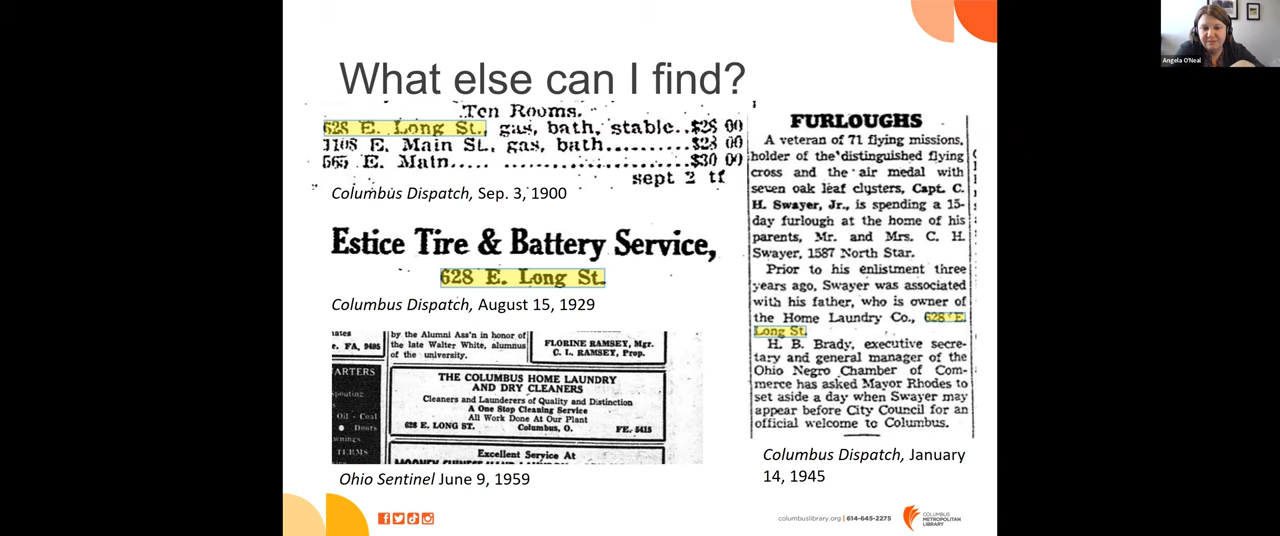 What else can I find?
Ten Rooms.
628 E. Long St., gas, bath, stable..$28 00
1108 E. Main St., gas, bath..........$28 00
565 E. Main..... ......................$30 00
sept 2 tf
Columbus Dispatch, Sep. 3, 1900
Estice Tire & Battery Service,
628 E. Long St.
Columbus Dispatch, August 15, 1929
e. FA. 9495
by the Alumni Ass'n in honor of
the late Walter White, alumnus
of the university.
FLORINE RAMSEY, Mgr.
C. L. RAMSEY, Prop.
ARTERS
Oil - Coal
Doors
TERMS
THE COLUMBUS HOME LAUNDRY
AND DRY CLEANERS
Cleaners and Launderers of Quality and Distinction
A One Stop Cleaning Service
All Work Done At Our Plant
628 E. LONG ST. Columbus, O. FE. 5415
Excellent Service At
Ohio Sentinel June 9, 1959
FURLOUGHS
A veteran of 71 flying missions,
holder of the distinguished flying
cross and the air medal with
seven oak leaf clusters, Capt. C.
H. Swayer, Jr., is spending a 15-
day furlough at the home of his
parents, Mr. and Mrs. C. H.
Swayer, 1587 North Star.
Prior to his enlistment three
years ago, Swayer was associated
with his father, who is owner of
the Home Laundry Co., 628 E.
Long St.
H. B. Brady, executive secre-
tary and general manager of the
Ohio Negro Chamber of Com-
merce has asked Mayor Rhodes to
set aside a day when Swayer may
appear before City Council for an
official welcome to Columbus.
Columbus Dispatch, January
14, 1945
columbuslibrary.org | 614-645-2275
COLUMBUS
METROPOLITAN
LIBRARY
Angela O'Neal